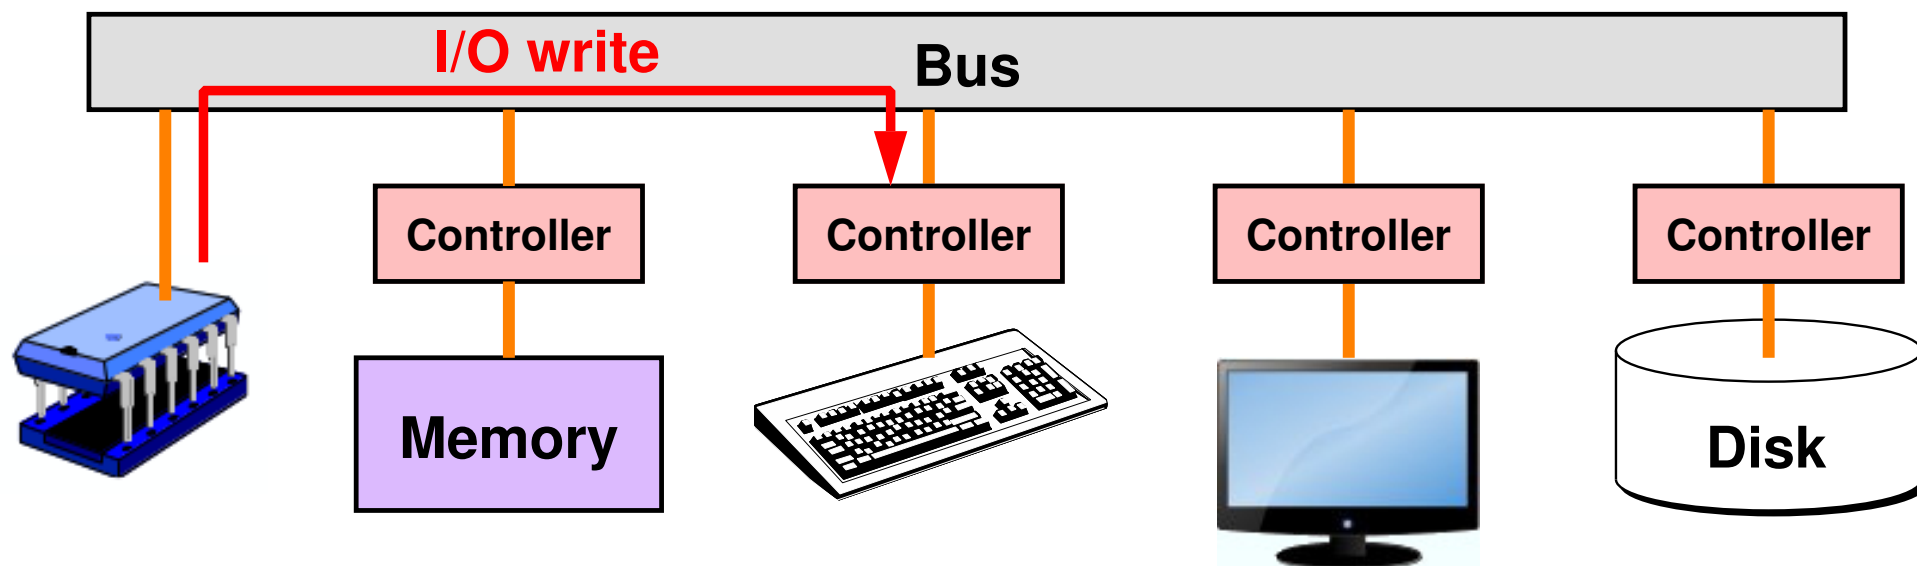 I/O write
Bus
Controller
Controller
Controller
Controller
Memory
Disk